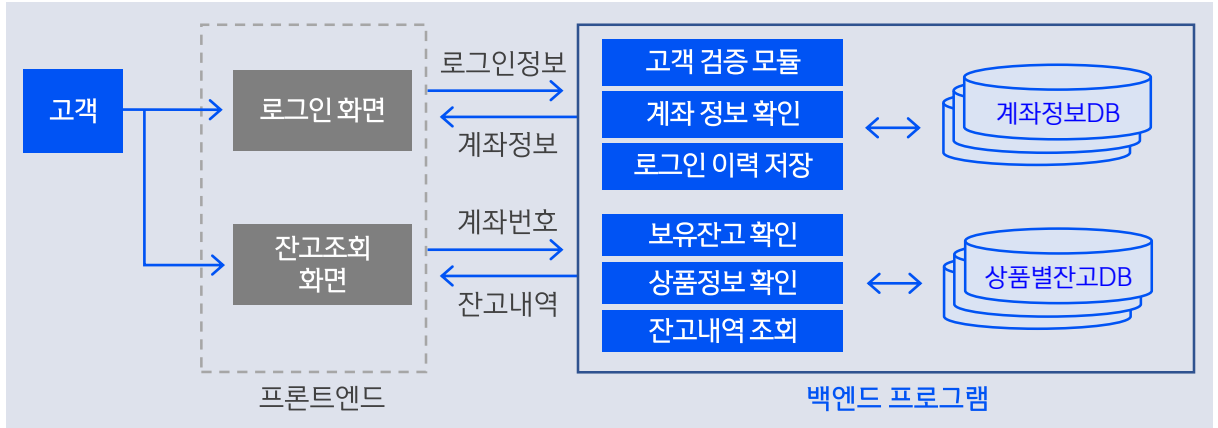 고객
로그인 화면
잔고조회
화면
프론트엔드
로그인정보
계좌정보
계좌번호
잔고내역
고객 검증 모듈
계좌 정보 확인
로그인 이력 저장
계좌정보DB
보유잔고 확인
상품정보 확인
잔고내역 조회
상품별잔고DB
백엔드 프로그램